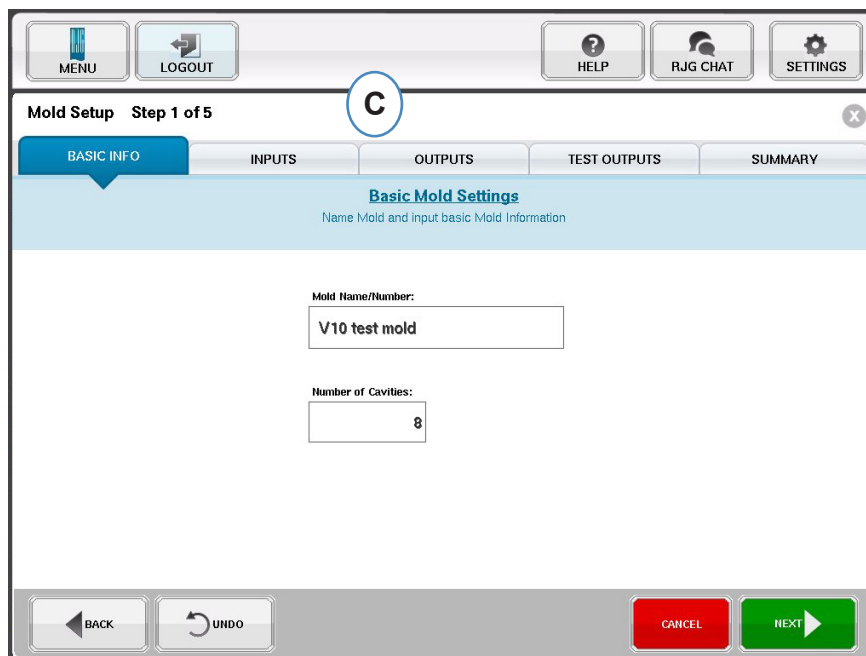 MENU
LOGOUT
HELP
RJG CHAT
SETTINGS
C
Mold Setup Step 1 of 5
X
BASIC INFO
INPUTS
OUTPUTS
TEST OUTPUTS
SUMMARY
Basic Mold Settings
Name Mold and input basic Mold Information
Mold Name/Number:
V10 test mold
Number of Cavities:
8
BACK
UNDO
CANCEL
NEXT